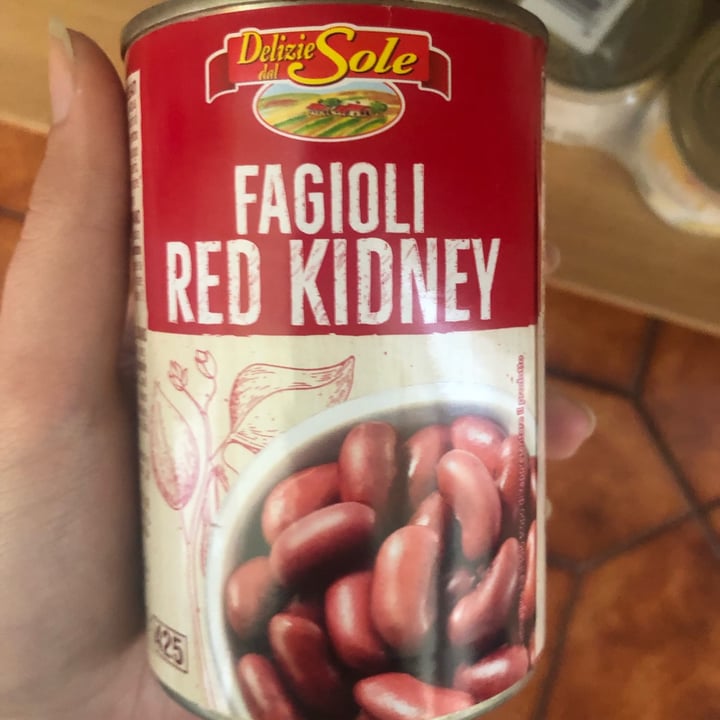 Delizie
dal Sole
FAGIOLI
RED KIDNEY
425